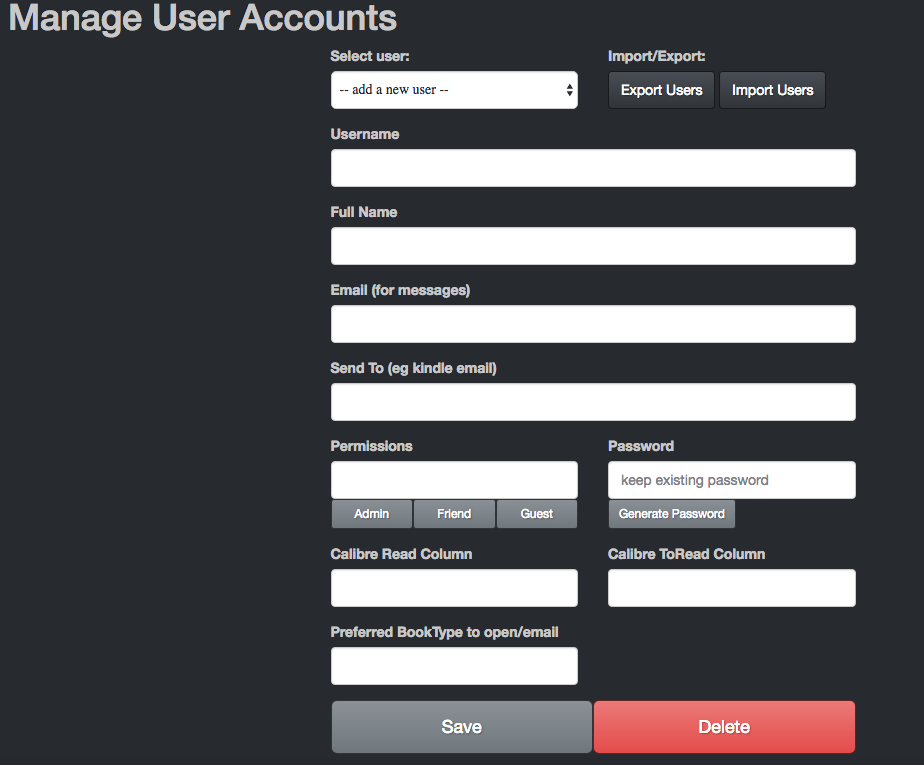 Manage User Accounts
Select user: Import/Export:
-- add a new user -- Export Users Import Users
Username
Full Name
Email (for messages)
Send To (eg kindle email)
Permissions Password
keep existing password
Admin Friend Guest Generate Password
Calibre Read Column Calibre ToRead Column
Preferred BookType to open/email
Save Delete